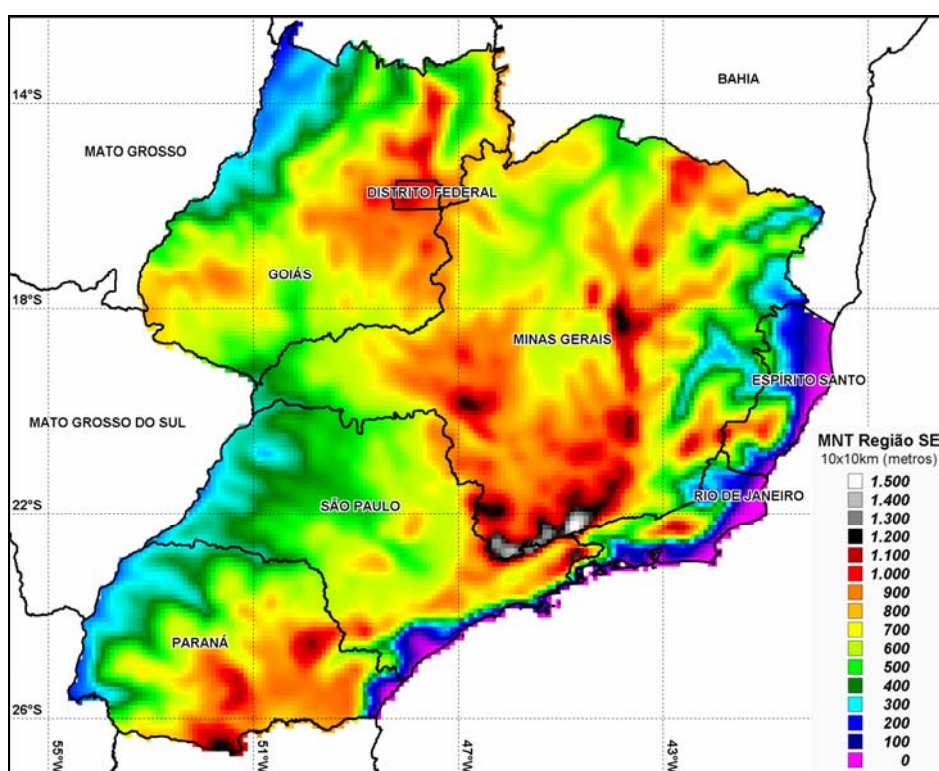 BAHIA
14°S
MATO GROSSO
DISTRITO FEDERAL
GOIÁS
18°S
MINAS GERAIS
ESPÍRITO SANTO
MATO GROSSO DO SUL
MNT Região SE
10x10km (metros)
1.500
1.400
1.300
1.200
1.100
1.000
900
800
700
600
500
400
300
200
100
0
RIO DE JANEIRO
SÃO PAULO
22°S
PARANÁ
26°S
55°W
51°W
47°W
43°W